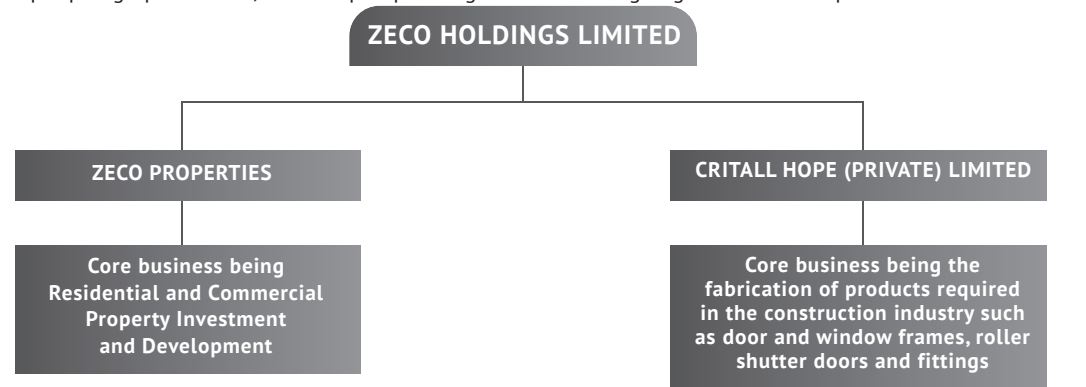 ZECO HOLDINGS LIMITED
ZECO PROPERTIES
CRITALL HOPE (PRIVATE) LIMITED
Core business being
Residential and Commercial
Property Investment
and Development
Core business being the
fabrication of products required
in the construction industry such
as door and window frames, roller
shutter doors and fittings